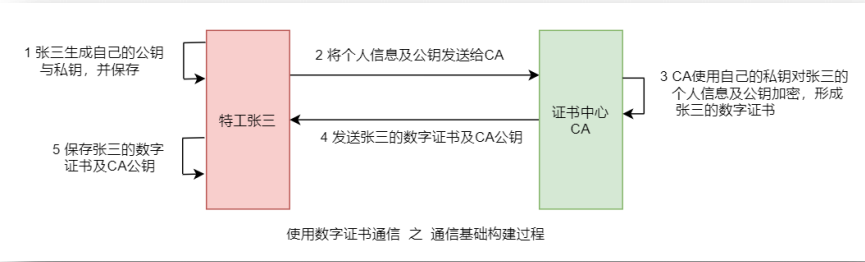 1 张三生成自己的公钥
与私钥，并保存
2 将个人信息及公钥发送给CA
3 CA使用自己的私钥对张三的
个人信息及公钥加密，形成
张三的数字证书
特工张三
证书中心
CA
4 发送张三的数字证书及CA公钥
5 保存张三的数字
证书及CA公钥
使用数字证书通信 之 通信基础构建过程